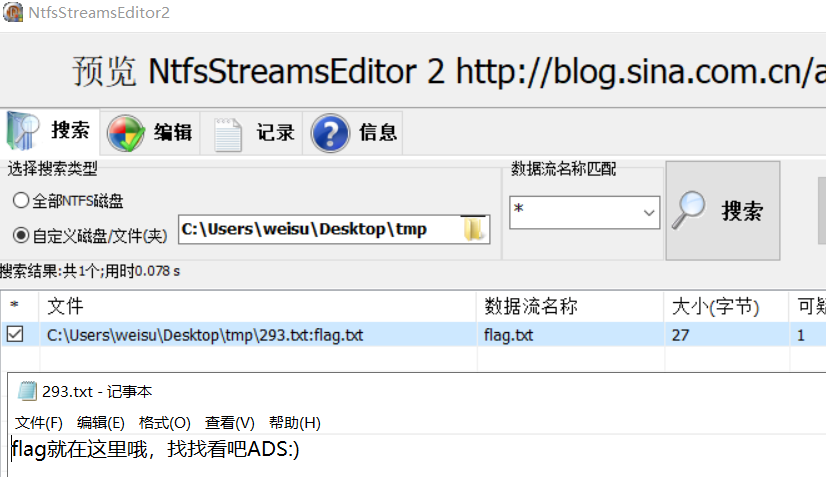 NtfsStreamsEditor2
预览 NtfsStreamsEditor 2 http://blog.sina.com.cn/a
搜索 编辑 记录 信息
选择搜索类型 数据流名称匹配
全部NTFS磁盘
自定义磁盘/文件(夹) C:\Users\weisu\Desktop\tmp * 搜索
搜索结果:共1个;用时0.078 s
* 文件 数据流名称 大小(字节) 可疑
C:\Users\weisu\Desktop\tmp\293.txt:flag.txt flag.txt 27 1
293.txt - 记事本
文件(F) 编辑(E) 格式(O) 查看(V) 帮助(H)
flag就在这里哦，找找看吧ADS:)